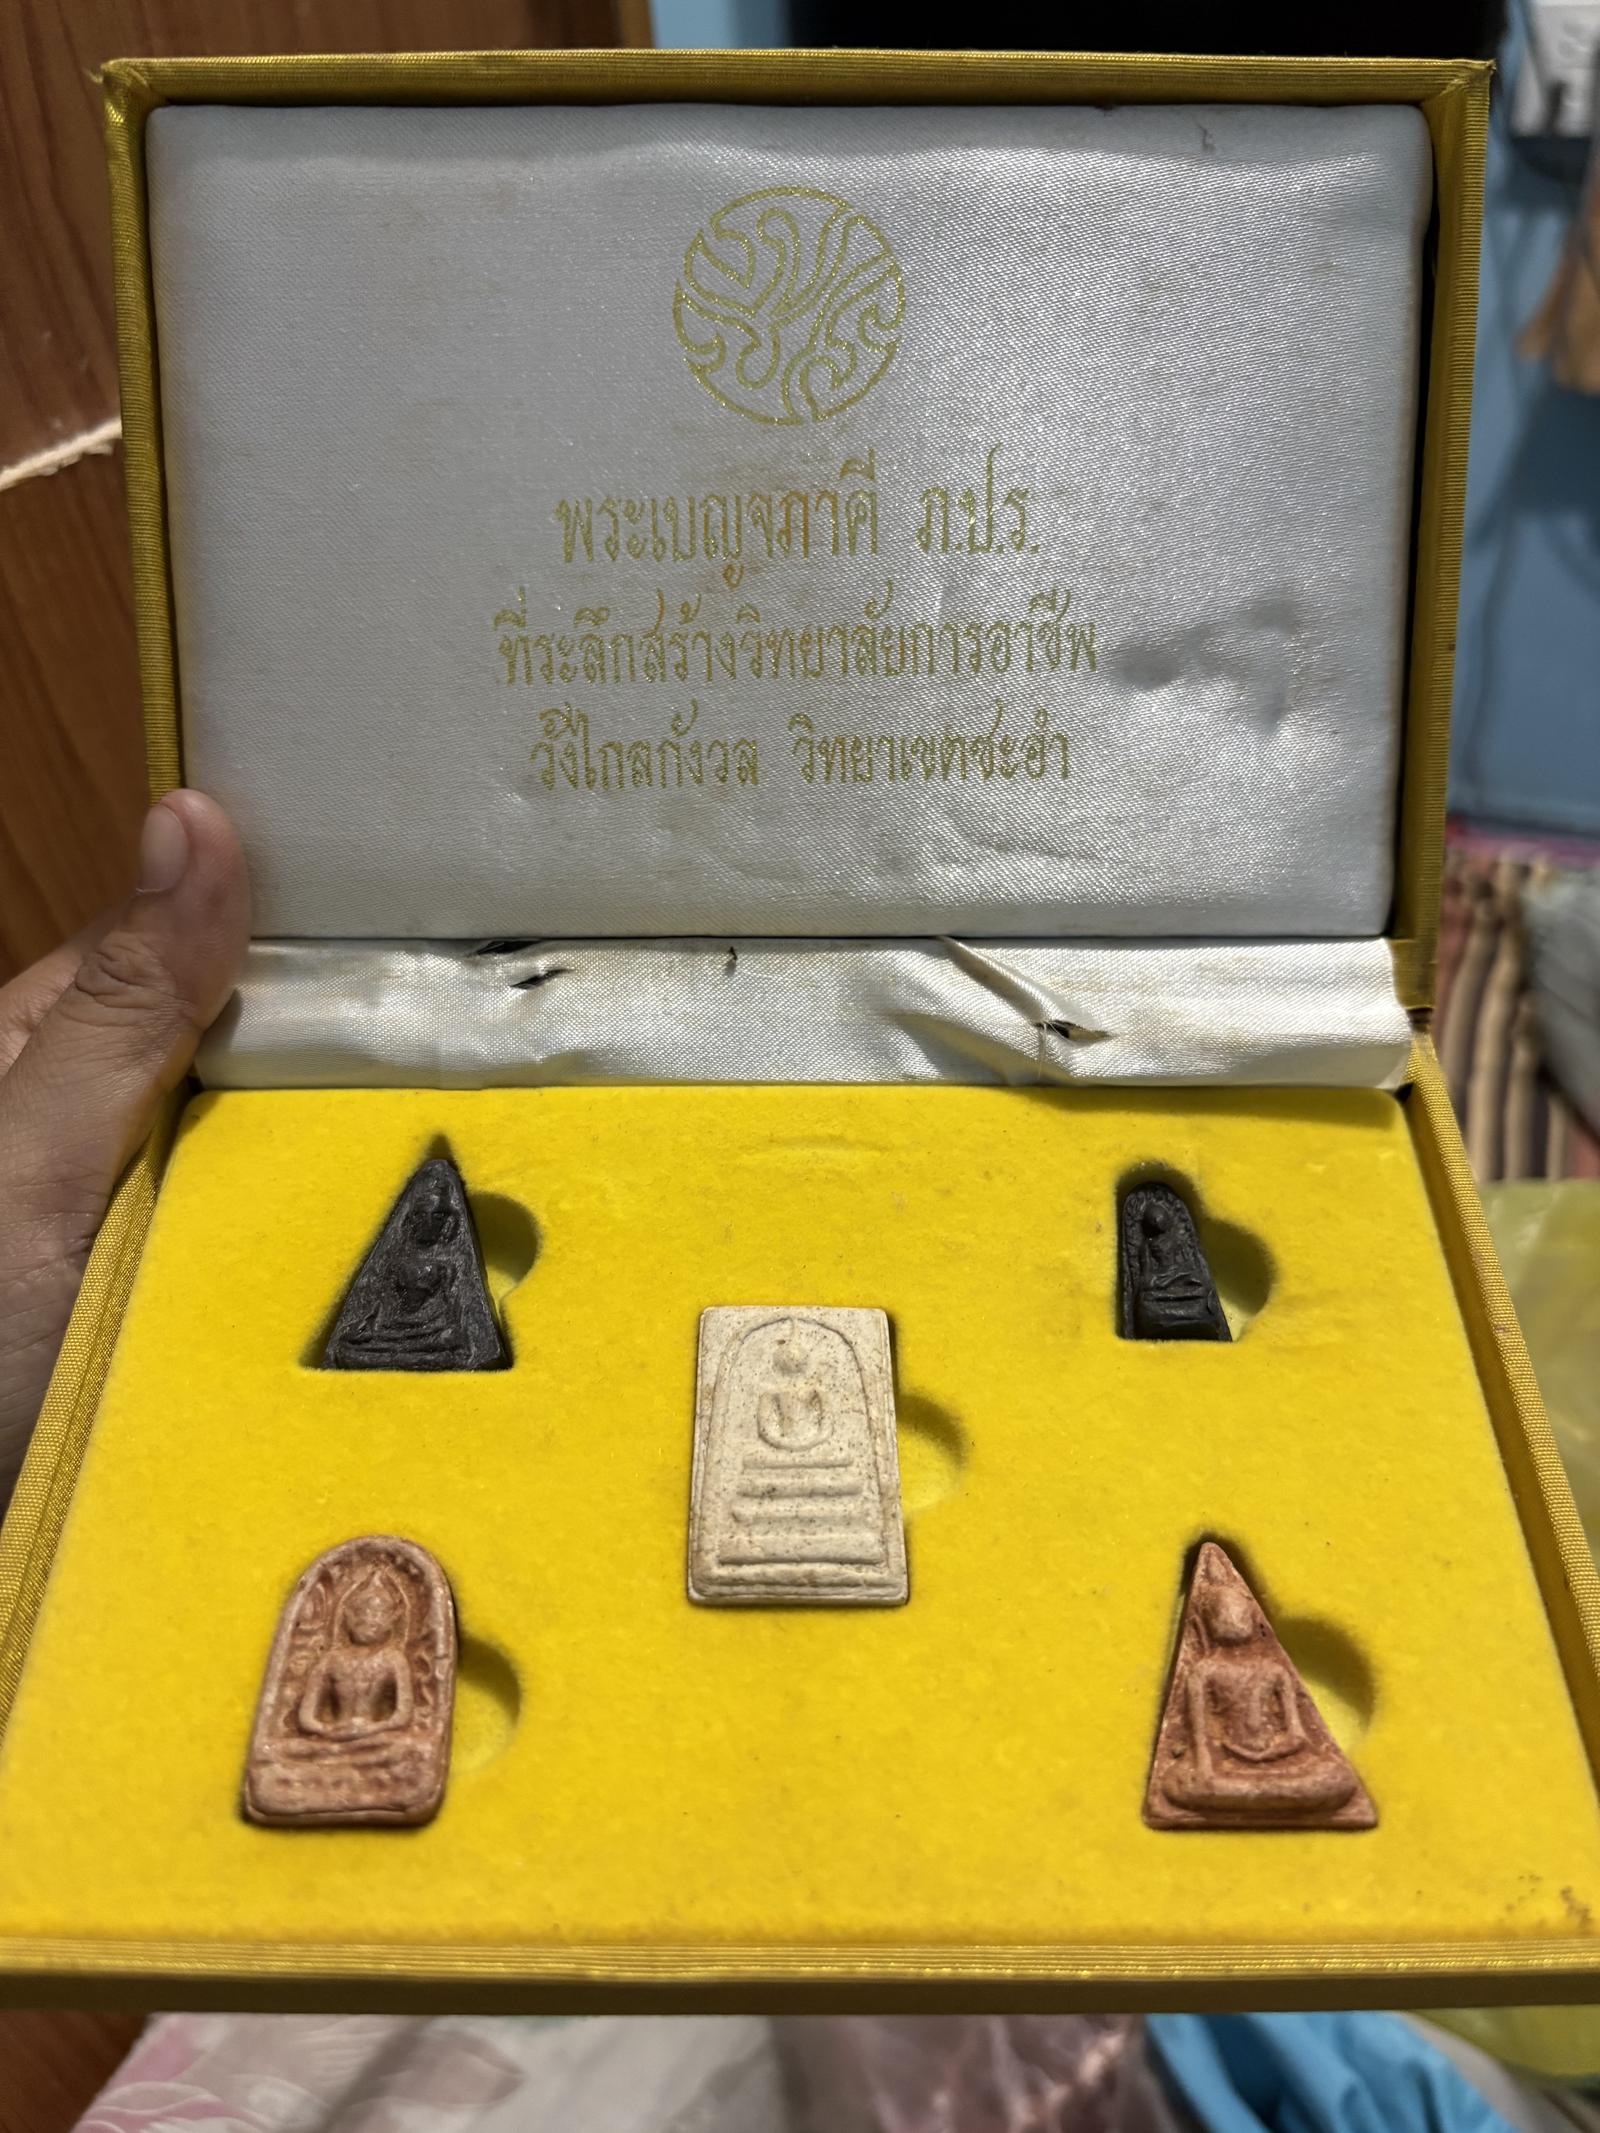 พระเบญจภาคี ภ.ป.ร.
ที่ระลึกสร้างวิทยาลัยการอาชีพ
วังไกลกังวล วิทยาเขตชะอำ